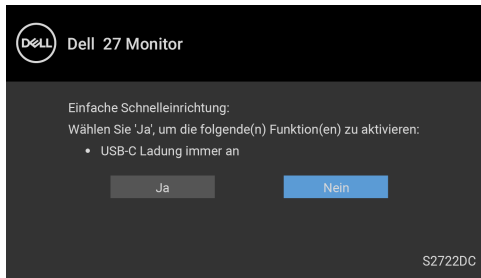 DELL Dell 27 Monitor
Einfache Schnelleinrichtung:
Wählen Sie 'Ja', um die folgende(n) Funktion(en) zu aktivieren:
• USB-C Ladung immer an
Ja Nein
S2722DC